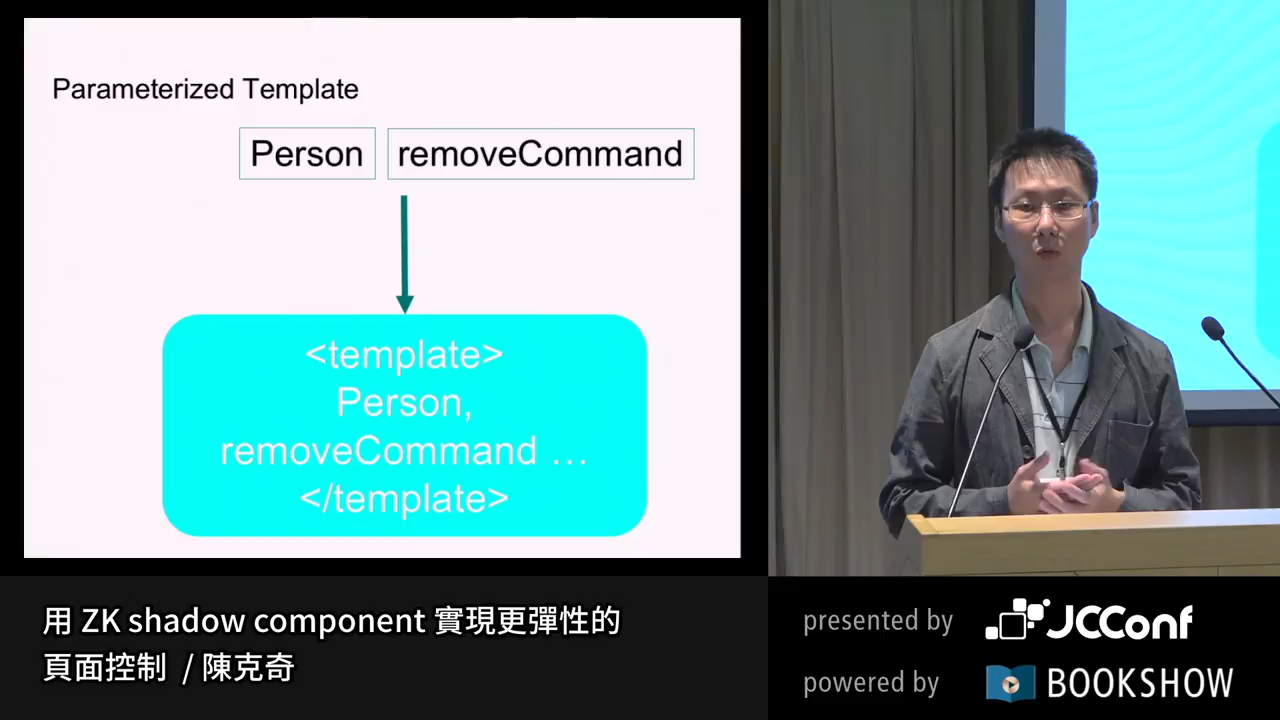 Parameterized Template
Person removeCommand
<template>
Person,
removeCommand …
</template>
用 ZK shadow component 實現更彈性的
頁面控制 / 陳克奇
presented by JCConf
powered by BOOKSHOW